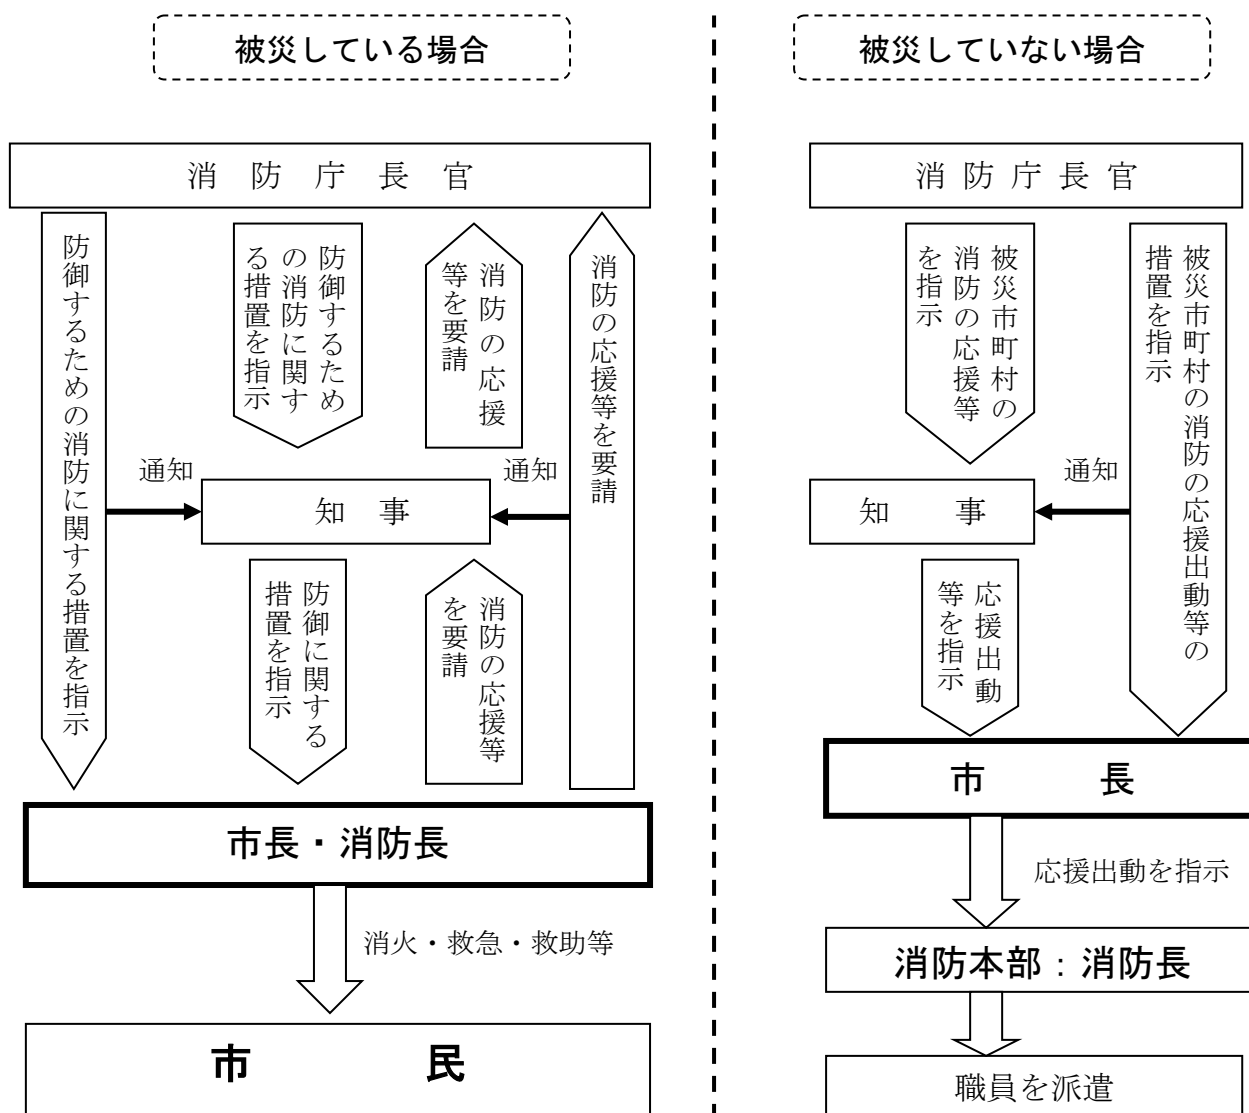 被災している場合
消防庁長官
防御するための消防に関する措置を指示
防御するため
の消防に関す
る措置を指示
消防の応援
等を要請
消防の応援等を要請
通知
通知
知事
防御に関する
措置を指示
消防の応援等
を要請
市長・消防長
消火・救急・救助等
市民
被災していない場合
消防庁長官
被災市町村の
消防の応援等
を指示
被災市町村の消防の応援出動等の
措置を指示
通知
知事
応援出動
等を指示
市長
応援出動を指示
消防本部：消防長
職員を派遣